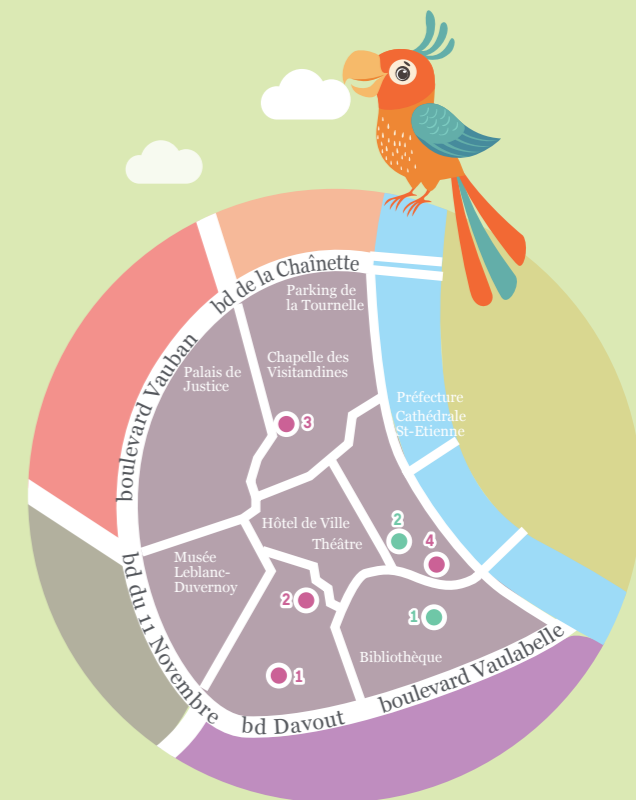 bd de la Chaînette
Parking de
la Tournelle
boulevard Vauban
Palais de
Justice
Chapelle des
Visitandines
3
Préfecture
Cathédrale
St-Etienne
2
Hôtel de Ville
Théâtre
4
Musée
Leblanc-
Duvernoy
2
1
bd du 11 Novembre
Bibliothèque
1
boulevard Vaulabelle
bd Davout